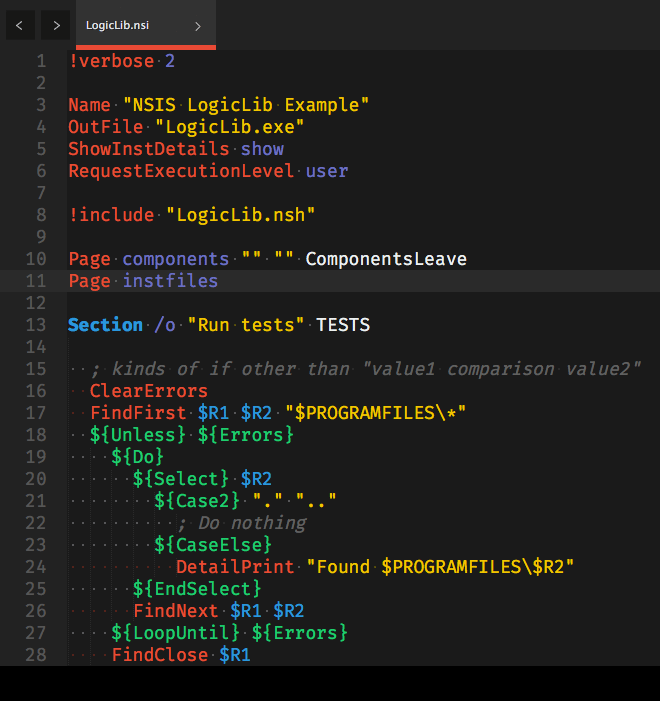 LogicLib.nsi
1 !verbose 2
2
3 Name "NSIS LogicLib Example"
4 OutFile "LogicLib.exe"
5 ShowInstDetails show
6 RequestExecutionLevel user
7
8 !include "LogicLib.nsh"
9
10 Page components "" "" ComponentsLeave
11 Page instfiles
12
13 Section /o "Run tests" TESTS
14
15   ; kinds of if other than "value1 comparison value2"
16   ClearErrors
17   FindFirst $R1 $R2 "$PROGRAMFILES\*"
18   ${Unless} ${Errors}
19     ${Do}
20       ${Select} $R2
21         ${Case2} "." ".."
22           ; Do nothing
23         ${CaseElse}
24           DetailPrint "Found $PROGRAMFILES\$R2"
25       ${EndSelect}
26       FindNext $R1 $R2
27     ${LoopUntil} ${Errors}
28     FindClose $R1